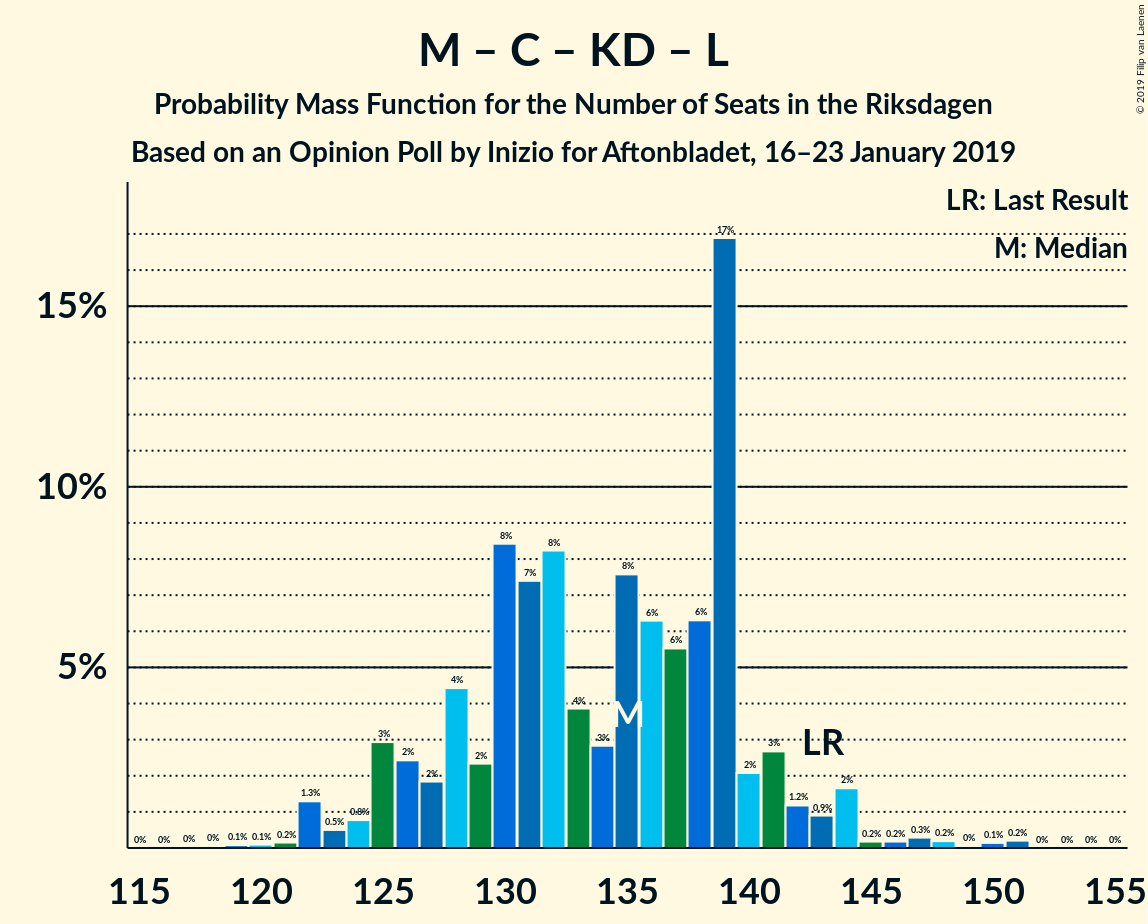 M – C – KD – L
Probability Mass Function for the Number of Seats in the Riksdagen
Based on an Opinion Poll by Inizio for Aftonbladet, 16–23 January 2019
© 2019 Filip van Laenen
LR: Last Result
M: Median
15%
10%
5%
0% 0% 0% 0% 0.1% 0.1% 0.2% 1.3% 0.5% 0.8% 3% 2% 2% 4% 2% 8% 7% 8% 4% 3% 8% 6% 6% 6% 17% 2% 3% 1.2% 0.9% 2% 0.2% 0.2% 0.3% 0.2% 0% 0.1% 0.2% 0% 0% 0% 0%
M
LR
115 120 125 130 135 140 145 150 155